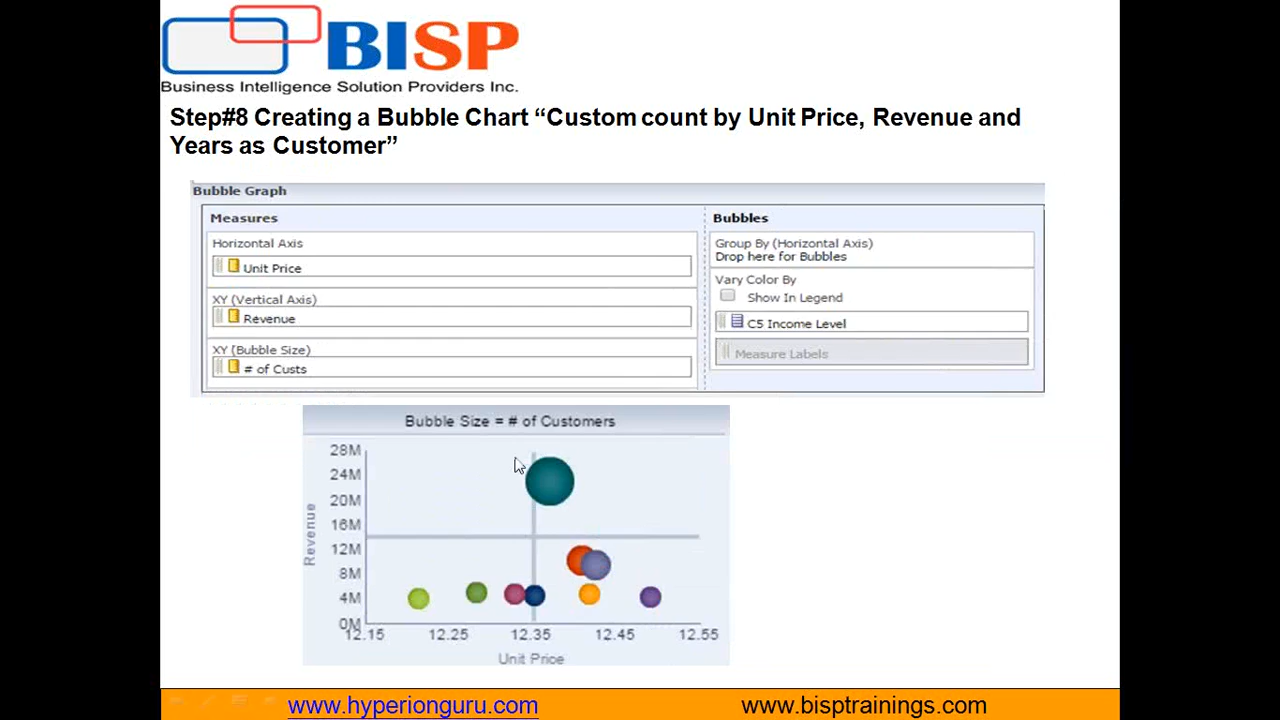 BISP
Business Intelligence Solution Providers Inc.
Step#8 Creating a Bubble Chart “Custom count by Unit Price, Revenue and
Years as Customer”
Bubble Graph
Measures
Horizontal Axis
Unit Price
XY (Vertical Axis)
Revenue
XY (Bubble Size)
# of Custs
Bubbles
Group By (Horizontal Axis)
Drop here for Bubbles
Vary Color By
Show In Legend
C5 Income Level
Measure Labels
Bubble Size = # of Customers
Revenue
28M
24M
20M
16M
12M
8M
4M
0M
12.15 12.25 12.35 12.45 12.55
Unit Price
www.hyperionguru.com www.bisptrainings.com